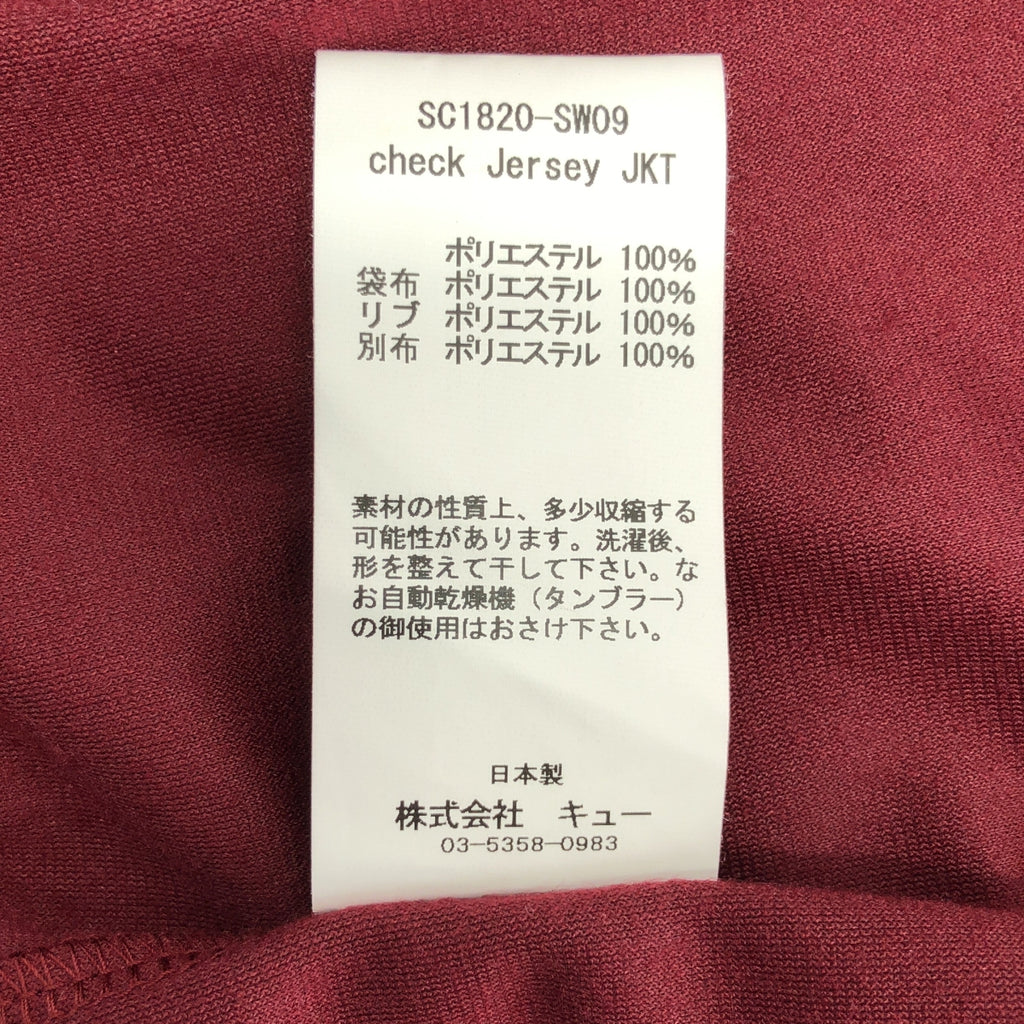 SC1820-SW09
check Jersey JKT
ポリエステル 100%
袋布 ポリエステル 100%
リブ ポリエステル 100%
別布 ポリエステル 100%
素材の性質上、多少収縮する
可能性があります。洗濯後、
形を整えて干して下さい。な
お自動乾燥機（タンブラー）
の御使用はおさけ下さい。
日本製
株式会社 キュー
03-5358-0983